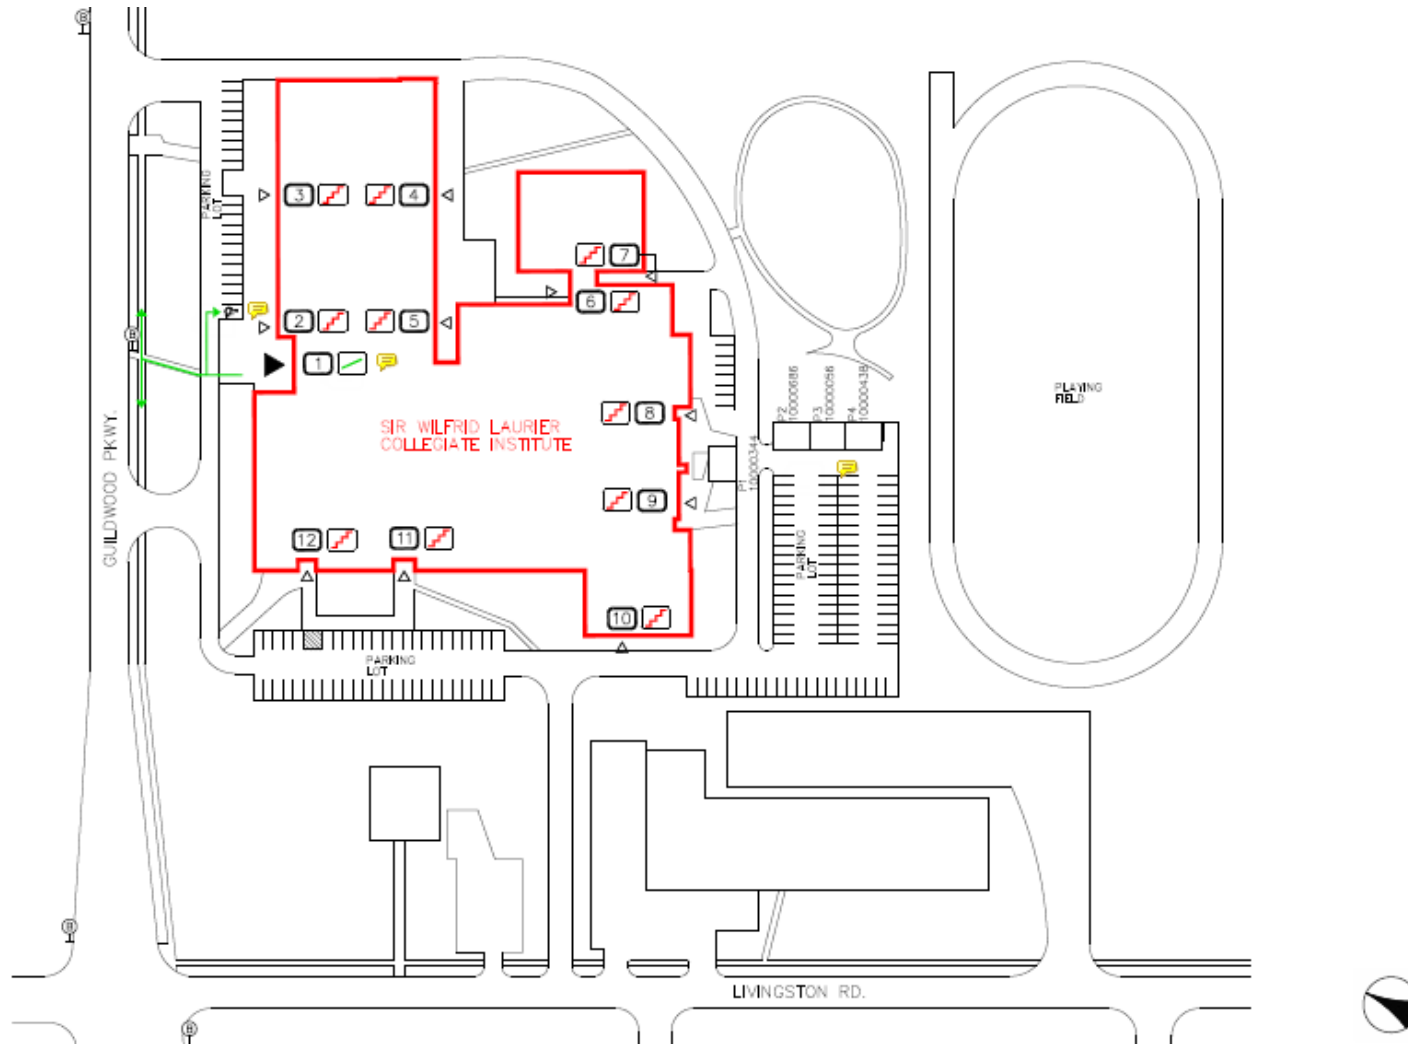 B
PARKING
LOT
3
4
7
6
2
5
B
1
PLAYING
FIELD
P2
10000686
P3
10000056
P4
10000438
8
SIR WILFRID LAURIER
COLLEGIATE INSTITUTE
GUILDWOOD PKWY.
P1
10000344
9
12
11
PARKING
LOT
10
PARKING
LOT
B
LIVINGSTON RD.
B